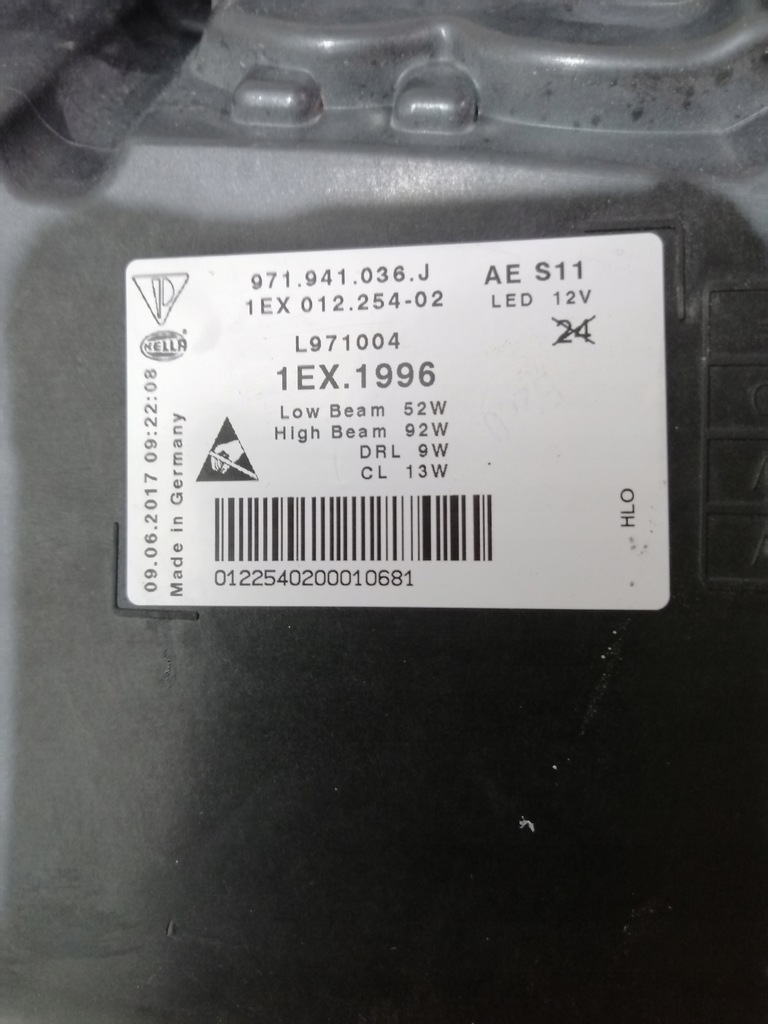 971.941.036.J
1EX 012.254-02
AE S11
LED 12V
24
HELLA
L971004
1EX.1996
Low Beam 52W
High Beam 92W
DRL 9W
CL 13W
09.06.2017 09:22:08
Made in Germany
HLO
0122540200010681